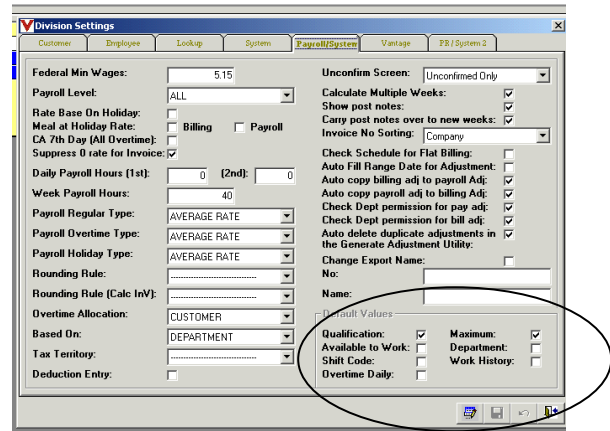 Division Settings
Customer Employee Lookup System Payroll/System Vantage PR / System 2
Federal Min Wages: 5.15
Payroll Level: ALL
Rate Base On Holiday:
Meal at Holiday Rate: Billing Payroll
CA 7th Day (All Overtime):
Suppress 0 rate for Invoice:
Daily Payroll Hours (1st): 0 (2nd): 0
Week Payroll Hours: 40
Payroll Regular Type: AVERAGE RATE
Payroll Overtime Type: AVERAGE RATE
Payroll Holiday Type: AVERAGE RATE
Rounding Rule: --------------------------------
Rounding Rule (Calc InV): --------------------------------
Overtime Allocation: CUSTOMER
Based On: DEPARTMENT
Tax Territory: --------------------------------
Deduction Entry:
Unconfirm Screen: Unconfirmed Only
Calculate Multiple Weeks:
Show post notes:
Carry post notes over to new weeks:
Invoice No Sorting: Company
Check Schedule for Flat Billing:
Auto Fill Range Date for Adjustment:
Auto copy billing adj to payroll Adj:
Auto copy payroll adj to billing Adj:
Check Dept permission for pay adj:
Check Dept permission for bill adj:
Auto delete duplicate adjustments in
the Generate Adjustment Utility:
Change Export Name:
No:
Name:
Default Values
Qualification: Maximum:
Available to Work: Department:
Shift Code: Work History:
Overtime Daily: